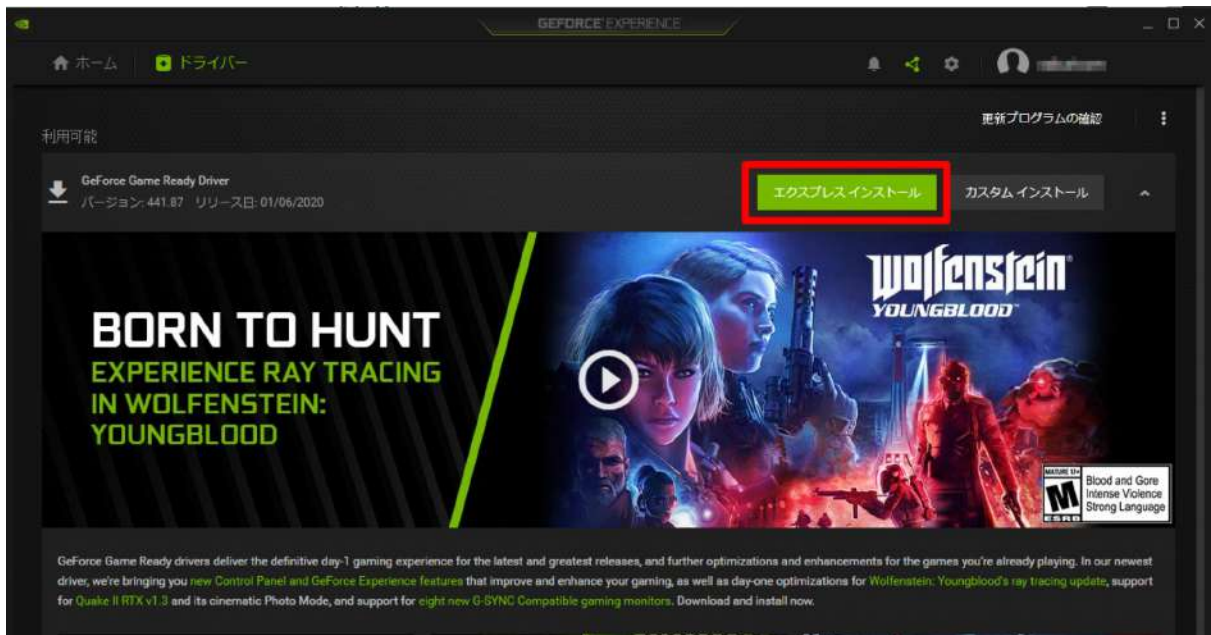 GEFORCE EXPERIENCE
ホーム
ドライバー
更新プログラムの確認
利用可能
GeForce Game Ready Driver
バージョン: 441.87 リリース日: 01/06/2020
エクスプレス インストール
カスタム インストール
BORN TO HUNT
EXPERIENCE RAY TRACING
IN WOLFENSTEIN:
YOUNGBLOOD
Wolfenstein®
YOUNGBLOOD™
MATURE 17+
M
ESRB
Blood and Gore
Intense Violence
Strong Language
GeForce Game Ready drivers deliver the definitive day-1 gaming experience for the latest and greatest releases, and further optimizations and enhancements for the games you're already playing. In our newest
driver, we're bringing you new Control Panel and GeForce Experience features that improve and enhance your gaming, as well as day-one optimizations for Wolfenstein: Youngblood's ray tracing update, support
for Quake II RTX v1.3 and its cinematic Photo Mode, and support for eight new G-SYNC Compatible gaming monitors. Download and install now.